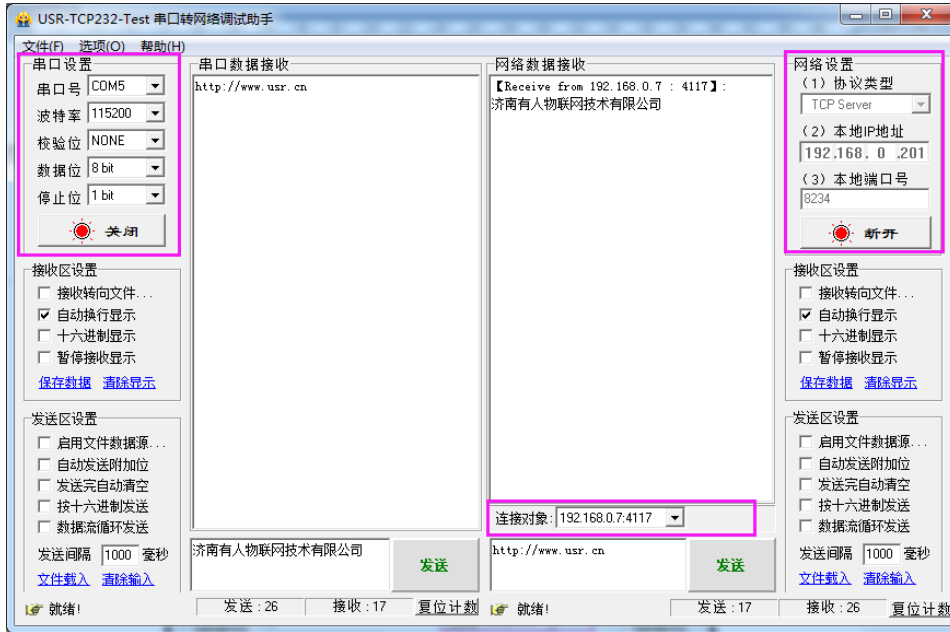 USR-TCP232-Test 串口转网络调试助手
文件(F) 选项(O) 帮助(H)
串口设置
串口号 COM5
波特率 115200
校验位 NONE
数据位 8 bit
停止位 1 bit
关闭
接收区设置
接收转向文件...
自动换行显示
十六进制显示
暂停接收显示
保存数据 清除显示
发送区设置
启用文件数据源...
自动发送附加位
发送完自动清空
按十六进制发送
数据流循环发送
发送间隔 1000 毫秒
文件载入 清除输入
就绪!
串口数据接收
http://www.usr.cn
济南有人物联网技术有限公司
发送
发送 : 26 接收 : 17 复位计数
网络数据接收
【Receive from 192.168.0.7 : 4117】:
济南有人物联网技术有限公司
连接对象: 192.168.0.7:4117
http://www.usr.cn
发送
就绪!
发送 : 17 接收 : 26 复位计数
网络设置
(1) 协议类型
TCP Server
(2) 本地IP地址
192.168. 0 .201
(3) 本地端口号
8234
断开
接收区设置
接收转向文件...
自动换行显示
十六进制显示
暂停接收显示
保存数据 清除显示
发送区设置
启用文件数据源...
自动发送附加位
发送完自动清空
按十六进制发送
数据流循环发送
发送间隔 1000 毫秒
文件载入 清除输入